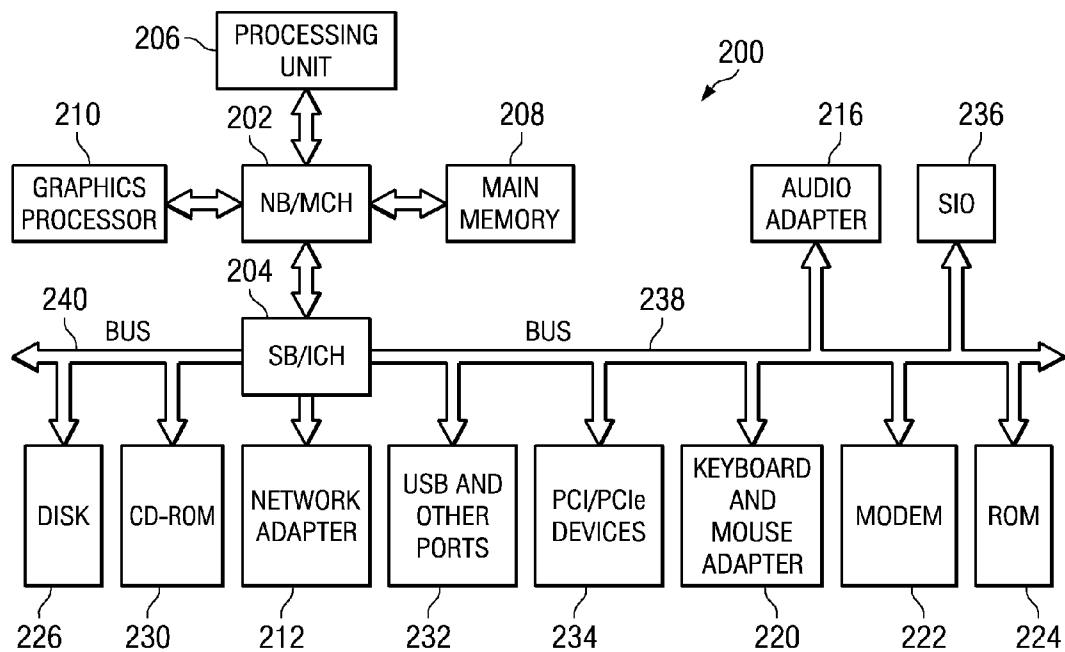 206
PROCESSING
UNIT
200
210
202
208
216
236
GRAPHICS
PROCESSOR
NB/MCH
MAIN
MEMORY
AUDIO
ADAPTER
SIO
204
240
BUS
SB/ICH
BUS
238
DISK
CD-ROM
NETWORK
ADAPTER
USB AND
OTHER
PORTS
PCI/PCIe
DEVICES
KEYBOARD
AND
MOUSE
ADAPTER
MODEM
ROM
226
230
212
232
234
220
222
224